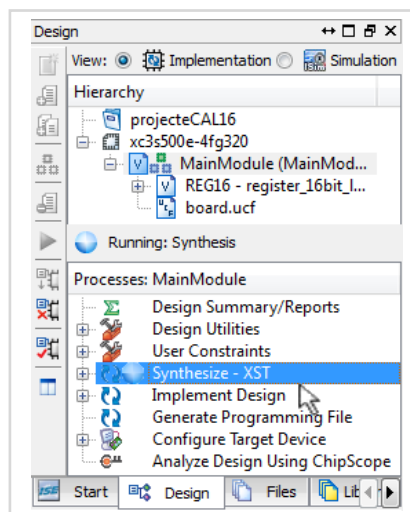 Design
View: Implementation Simulation
Hierarchy
projecteCAL16
xc3s500e-4fg320
MainModule (MainMod...
REG16 - register_16bit_l...
board.ucf
Running: Synthesis
Processes: MainModule
Design Summary/Reports
Design Utilities
User Constraints
Synthesize - XST
Implement Design
Generate Programming File
Configure Target Device
Analyze Design Using ChipScope
Start Design Files Lib